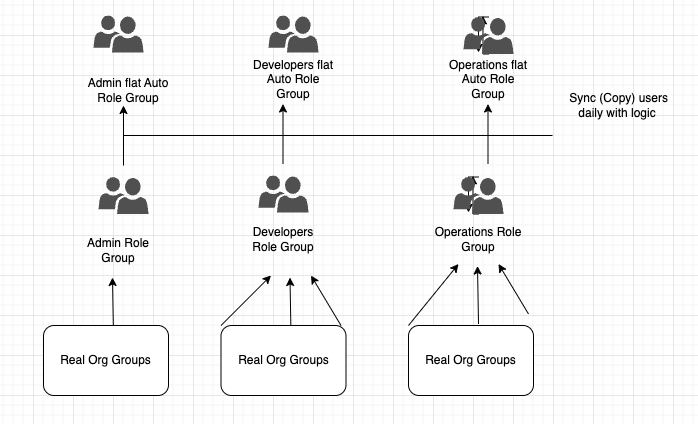 Admin flat Auto
Role Group
Developers flat
Auto Role
Group
Operations flat
Auto Role
Group
Sync (Copy) users
daily with logic
Admin Role
Group
Developers
Role Group
Operations Role
Group
Real Org Groups
Real Org Groups
Real Org Groups